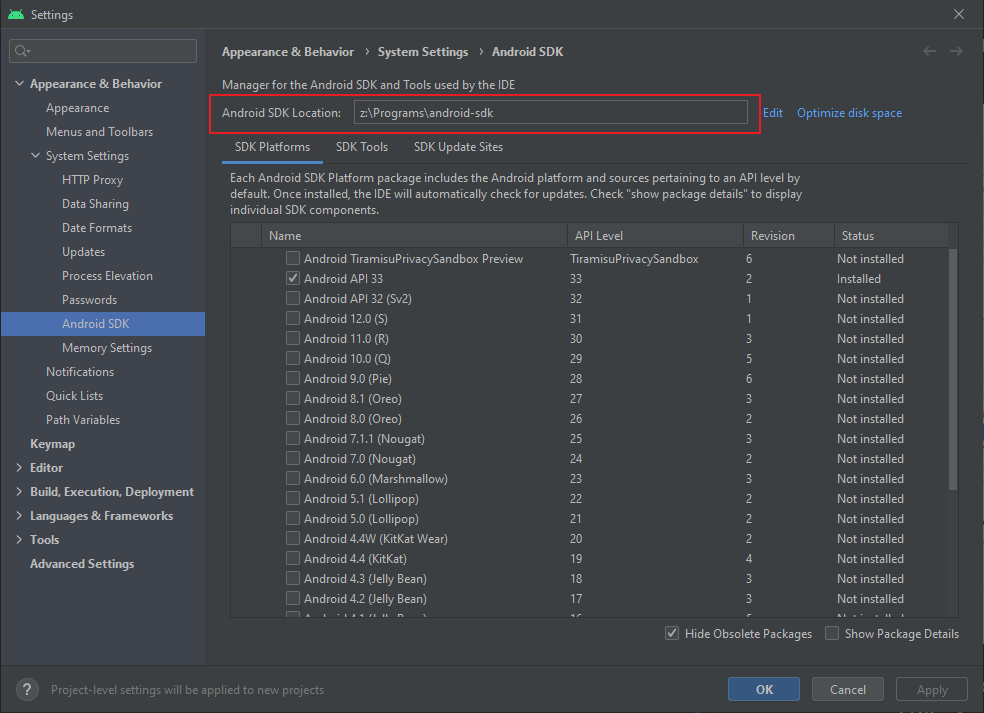 Settings
Appearance & Behavior
Appearance
Menus and Toolbars
System Settings
HTTP Proxy
Data Sharing
Date Formats
Updates
Process Elevation
Passwords
Android SDK
Memory Settings
Notifications
Quick Lists
Path Variables
Keymap
Editor
Build, Execution, Deployment
Languages & Frameworks
Tools
Advanced Settings
Appearance & Behavior › System Settings › Android SDK
Manager for the Android SDK and Tools used by the IDE
Android SDK Location: z:\Programs\android-sdk Edit Optimize disk space
SDK Platforms SDK Tools SDK Update Sites
Each Android SDK Platform package includes the Android platform and sources pertaining to an API level by
default. Once installed, the IDE will automatically check for updates. Check "show package details" to display
individual SDK components.
Name API Level Revision Status
Android TiramisuPrivacySandbox Preview TiramisuPrivacySandbox 6 Not installed
Android API 33 33 2 Installed
Android API 32 (Sv2) 32 1 Not installed
Android 12.0 (S) 31 1 Not installed
Android 11.0 (R) 30 3 Not installed
Android 10.0 (Q) 29 5 Not installed
Android 9.0 (Pie) 28 6 Not installed
Android 8.1 (Oreo) 27 3 Not installed
Android 8.0 (Oreo) 26 2 Not installed
Android 7.1.1 (Nougat) 25 3 Not installed
Android 7.0 (Nougat) 24 2 Not installed
Android 6.0 (Marshmallow) 23 3 Not installed
Android 5.1 (Lollipop) 22 2 Not installed
Android 5.0 (Lollipop) 21 2 Not installed
Android 4.4W (KitKat Wear) 20 2 Not installed
Android 4.4 (KitKat) 19 4 Not installed
Android 4.3 (Jelly Bean) 18 3 Not installed
Android 4.2 (Jelly Bean) 17 3 Not installed
Hide Obsolete Packages Show Package Details
? Project-level settings will be applied to new projects
OK Cancel Apply